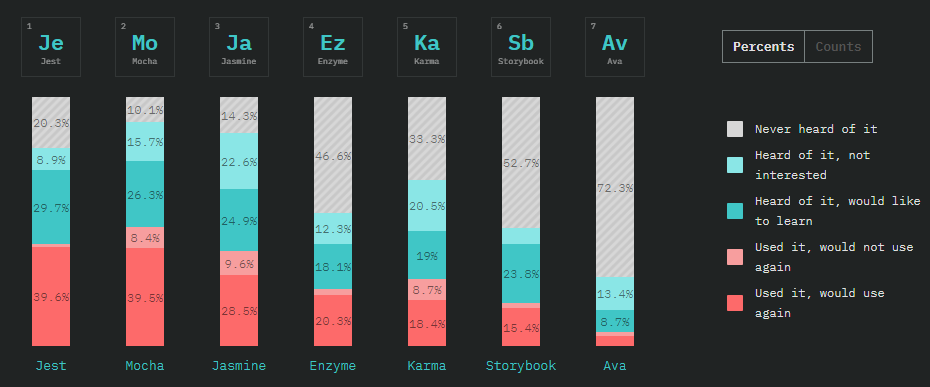 1 2 3 4 5 6 7
Je Mo Ja Ez Ka Sb Av
Jest Mocha Jasmine Enzyme Karma Storybook Ava
Percents Counts
20.3% 10.1% 14.3% 46.6% 33.3% 52.7% 72.3%
8.9% 15.7% 22.6% 12.3% 20.5% 13.4%
29.7% 26.3% 24.9% 18.1% 19% 23.8% 8.7%
8.4% 9.6% 8.7%
39.6% 39.5% 28.5% 20.3% 18.4% 15.4%
Jest Mocha Jasmine Enzyme Karma Storybook Ava
Never heard of it
Heard of it, not
interested
Heard of it, would like
to learn
Used it, would not use
again
Used it, would use
again